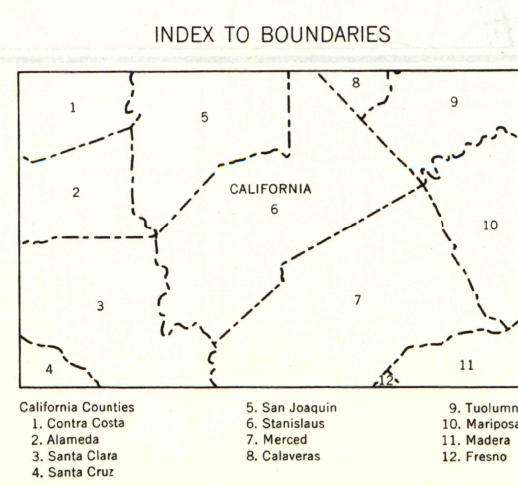 INDEX TO BOUNDARIES
1
5
8
9
2
CALIFORNIA
6
10
3
7
4
12
11
California Counties
1. Contra Costa
2. Alameda
3. Santa Clara
4. Santa Cruz
5. San Joaquin
6. Stanislaus
7. Merced
8. Calaveras
9. Tuolumn
10. Mariposa
11. Madera
12. Fresno